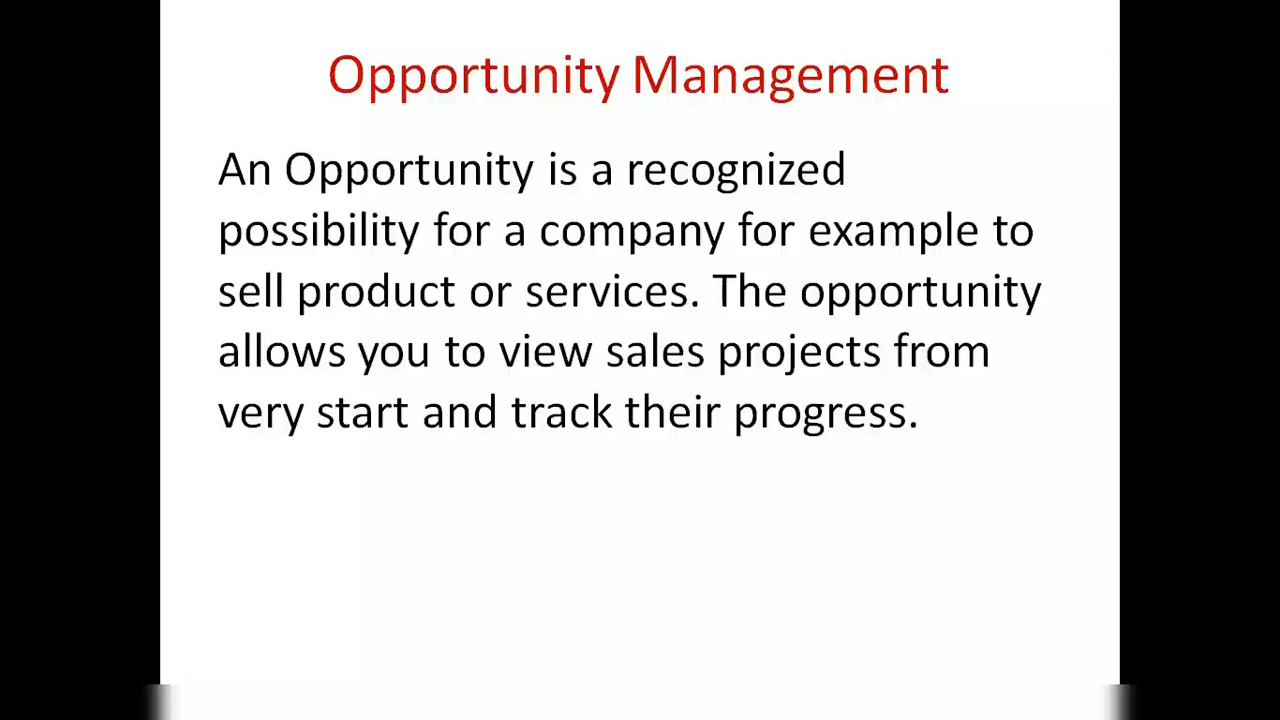 Opportunity Management
An Opportunity is a recognized
possibility for a company for example to
sell product or services. The opportunity
allows you to view sales projects from
very start and track their progress.